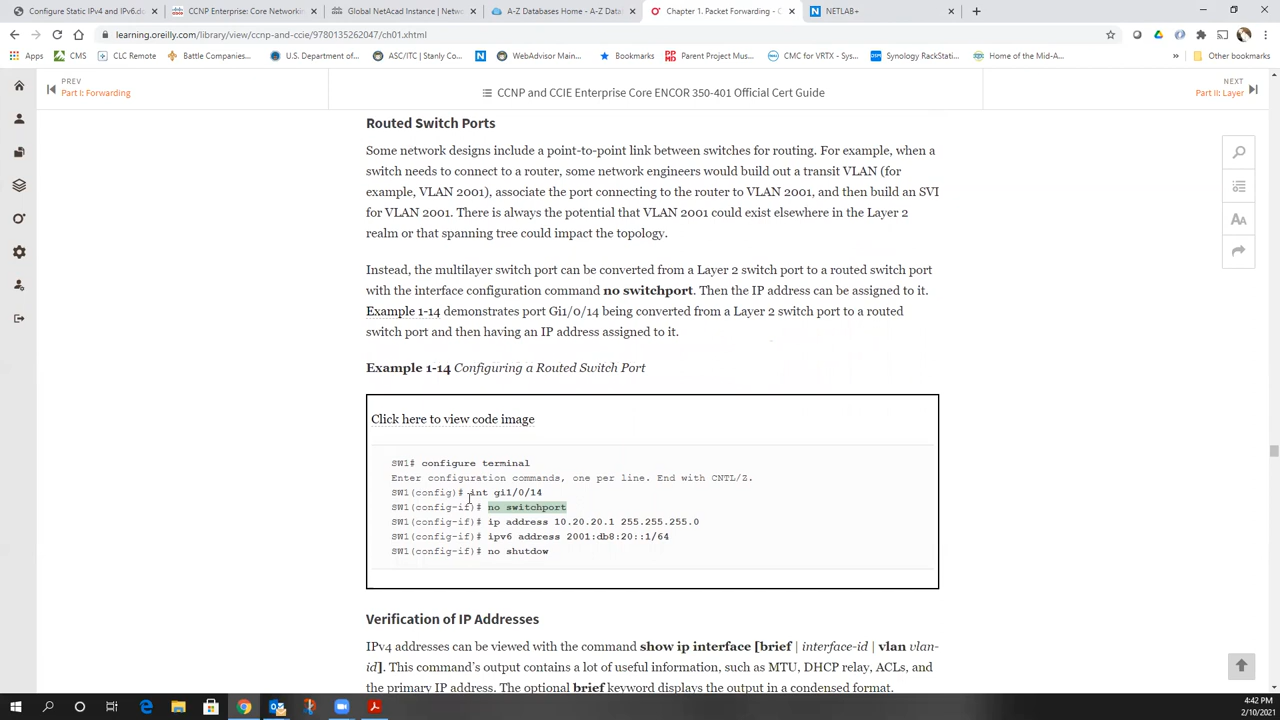 Configure Static IPv4 and IPv6.do
CCNP Enterprise: Core Networkin
Global NetAcad Instance | Networ
A-Z Databases Home - A-Z Datab
Chapter 1. Packet Forwarding -
NETLAB+
learning.oreilly.com/library/view/ccnp-and-ccie/9780135262047/ch01.xhtml
Apps
CMS
CLC Remote
Battle Companies...
U.S. Department of...
ASC/ITC | Stanly Co...
WebAdvisor Main...
Bookmarks
Parent Project Mus...
CMC for VRTX - Sys...
Synology RackStati...
Home of the Mid-A...
Other bookmarks
PREV
Part I: Forwarding
CCNP and CCIE Enterprise Core ENCOR 350-401 Official Cert Guide
NEXT
Part II: Layer
Routed Switch Ports
Some network designs include a point-to-point link between switches for routing. For example, when a
switch needs to connect to a router, some network engineers would build out a transit VLAN (for
example, VLAN 2001), associate the port connecting to the router to VLAN 2001, and then build an SVI
for VLAN 2001. There is always the potential that VLAN 2001 could exist elsewhere in the Layer 2
realm or that spanning tree could impact the topology.
Instead, the multilayer switch port can be converted from a Layer 2 switch port to a routed switch port
with the interface configuration command no switchport. Then the IP address can be assigned to it.
Example 1-14 demonstrates port Gi1/0/14 being converted from a Layer 2 switch port to a routed
switch port and then having an IP address assigned to it.
Example 1-14 Configuring a Routed Switch Port
Click here to view code image
SW1# configure terminal
Enter configuration commands, one per line. End with CNTL/Z.
SW1(config)# int gi1/0/14
SW1(config-if)# no switchport
SW1(config-if)# ip address 10.20.20.1 255.255.255.0
SW1(config-if)# ipv6 address 2001:db8:20::1/64
SW1(config-if)# no shutdow
Verification of IP Addresses
IPv4 addresses can be viewed with the command show ip interface [brief | interface-id | vlan vlan-
id]. This command's output contains a lot of useful information, such as MTU, DHCP relay, ACLs, and
the primary IP address. The optional brief keyword displays the output in a condensed format.
4:42 PM
2/10/2021